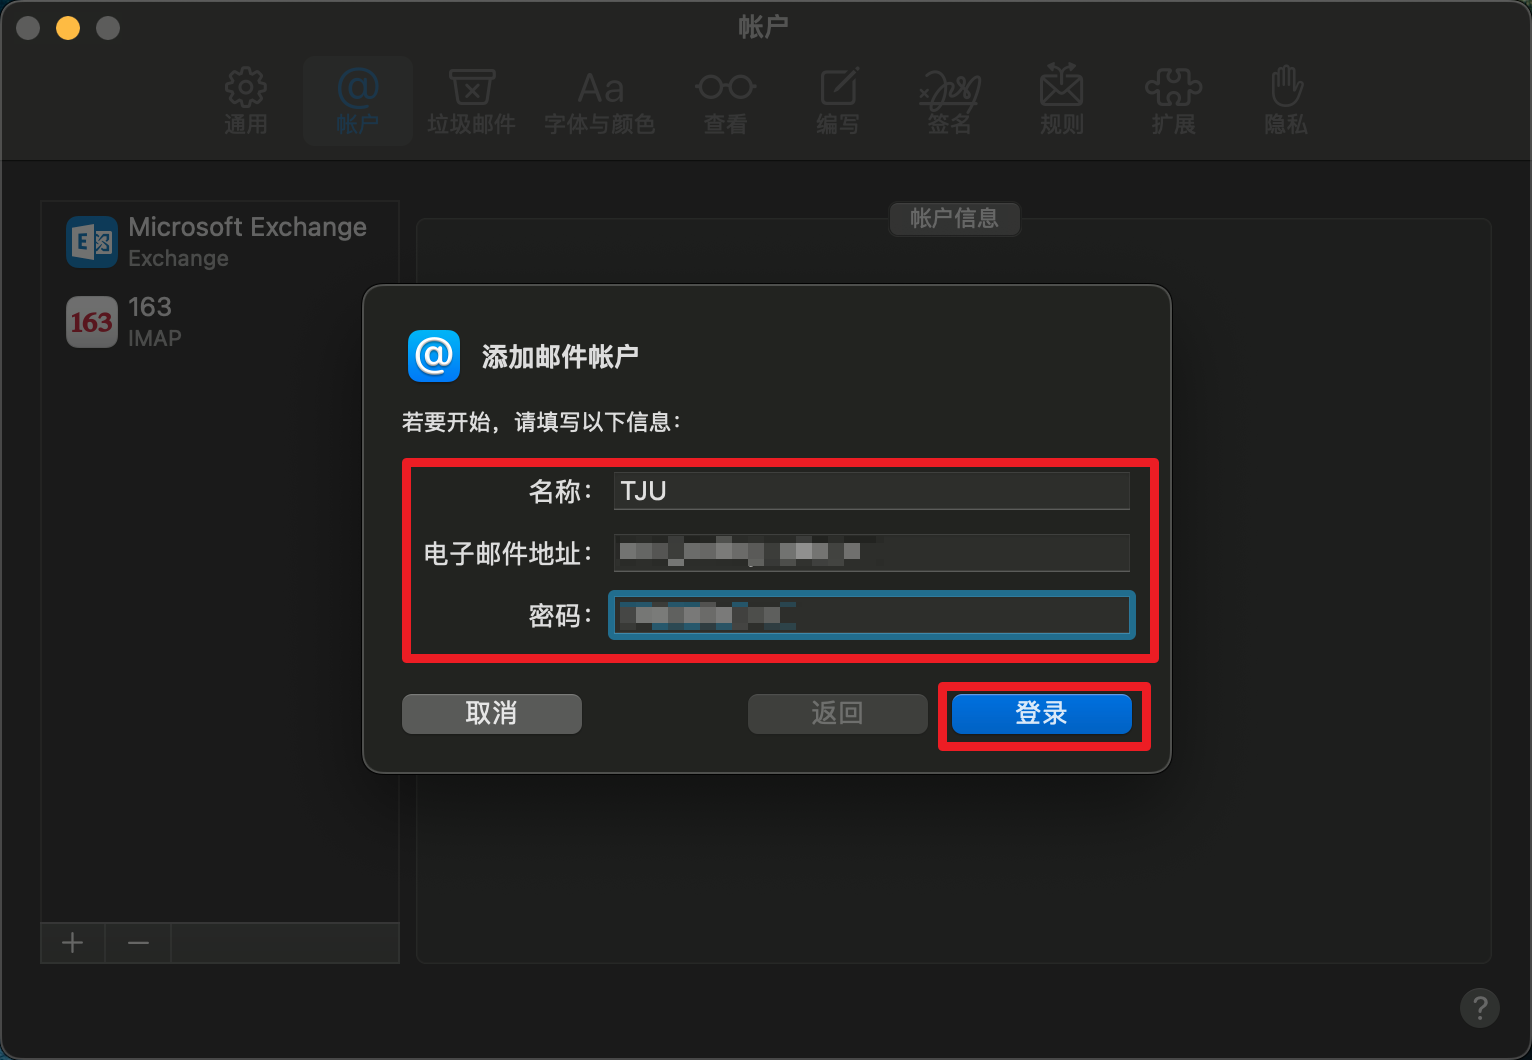 帐户
通用
帐户
垃圾邮件
Aa
字体与颜色
查看
编写
签名
规则
扩展
隐私
Microsoft Exchange
Exchange
163
163
IMAP
帐户信息
@ 添加邮件帐户
若要开始，请填写以下信息：
名称： TJU
电子邮件地址：
密码：
取消
返回
登录
+ −
?